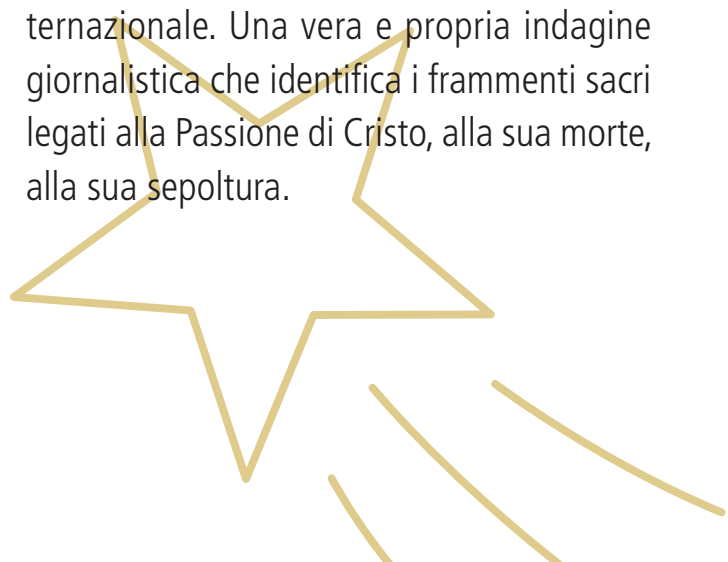 ternazionale. Una vera e propria indagine
giornalistica che identifica i frammenti sacri
legati alla Passione di Cristo, alla sua morte,
alla sua sepoltura.